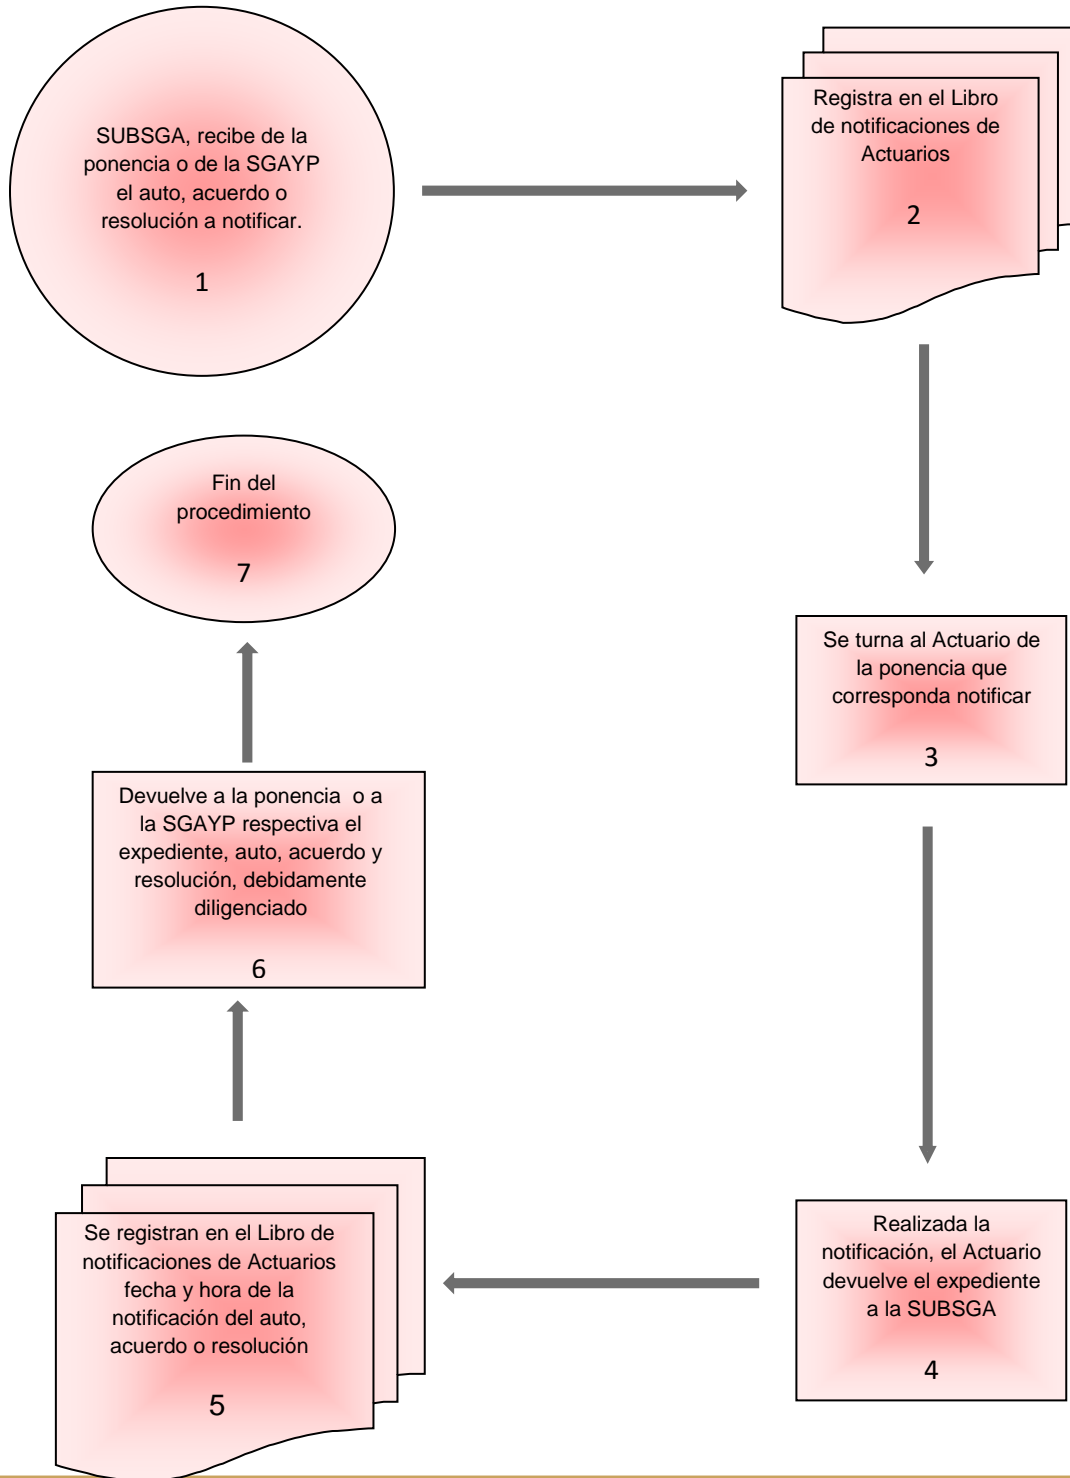 SUBSGA, recibe de la
ponencia o de la SGAYP
el auto, acuerdo o
resolución a notificar.
1
Registra en el Libro
de notificaciones de
Actuarios
2
Se turna al Actuario de
la ponencia que
corresponda notificar
3
Realizada la
notificación, el Actuario
devuelve el expediente
a la SUBSGA
4
Se registran en el Libro de
notificaciones de Actuarios
fecha y hora de la
notificación del auto,
acuerdo o resolución
5
Devuelve a la ponencia o a
la SGAYP respectiva el
expediente, auto, acuerdo y
resolución, debidamente
diligenciado
6
Fin del
procedimiento
7